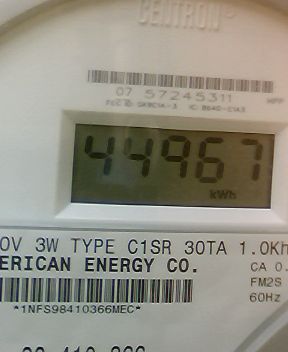 CENTRON®
07 57245311
MPP
44967
kWh
0V 3W TYPE C1SR 30TA 1.0Kh
ERICAN ENERGY CO.
CA 0.
FM2S
60Hz
*1NFS98410366MEC*